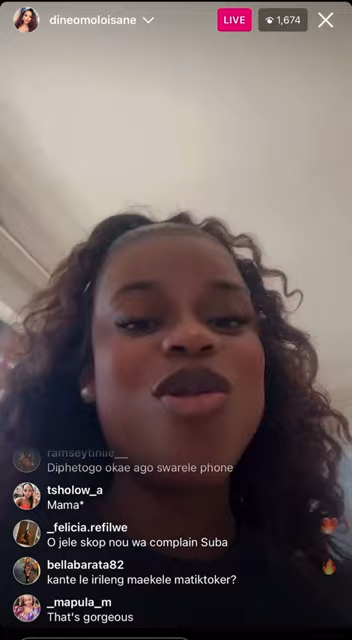 dineomoloisane
LIVE
1,674
ramseytinlie__
Diphetogo okae ago swarele phone
tsholow_a
Mama*
_felicia.refilwe
O jele skop nou wa complain Suba
bellabarata82
kante le irileng maekele matiktoker?
_mapula_m
That's gorgeous